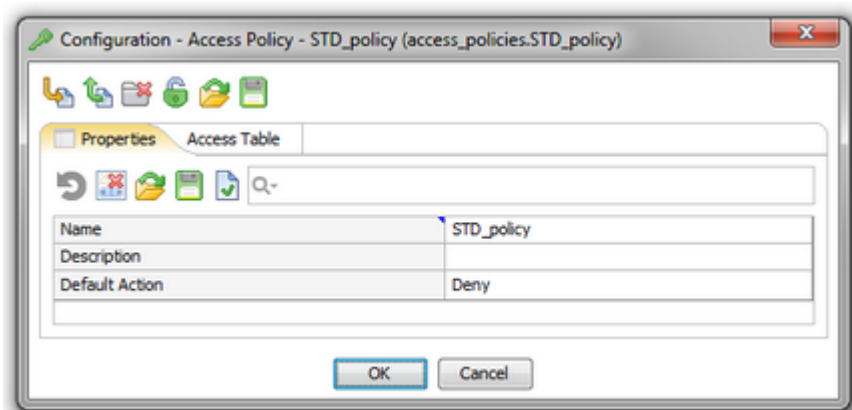 Configuration - Access Policy - STD_policy (access_policies.STD_policy)
Properties Access Table
Name STD_policy
Description
Default Action Deny
OK Cancel